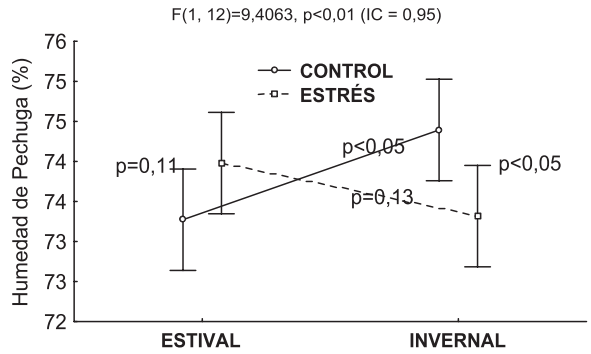 F(1, 12)=9,4063, p<0,01 (IC = 0,95)
76
75
75
74
74
73
73
72
Humedad de Pechuga (%)
CONTROL
ESTRÉS
p=0,11
p<0,05
p<0,05
p=0,13
ESTIVAL
INVERNAL